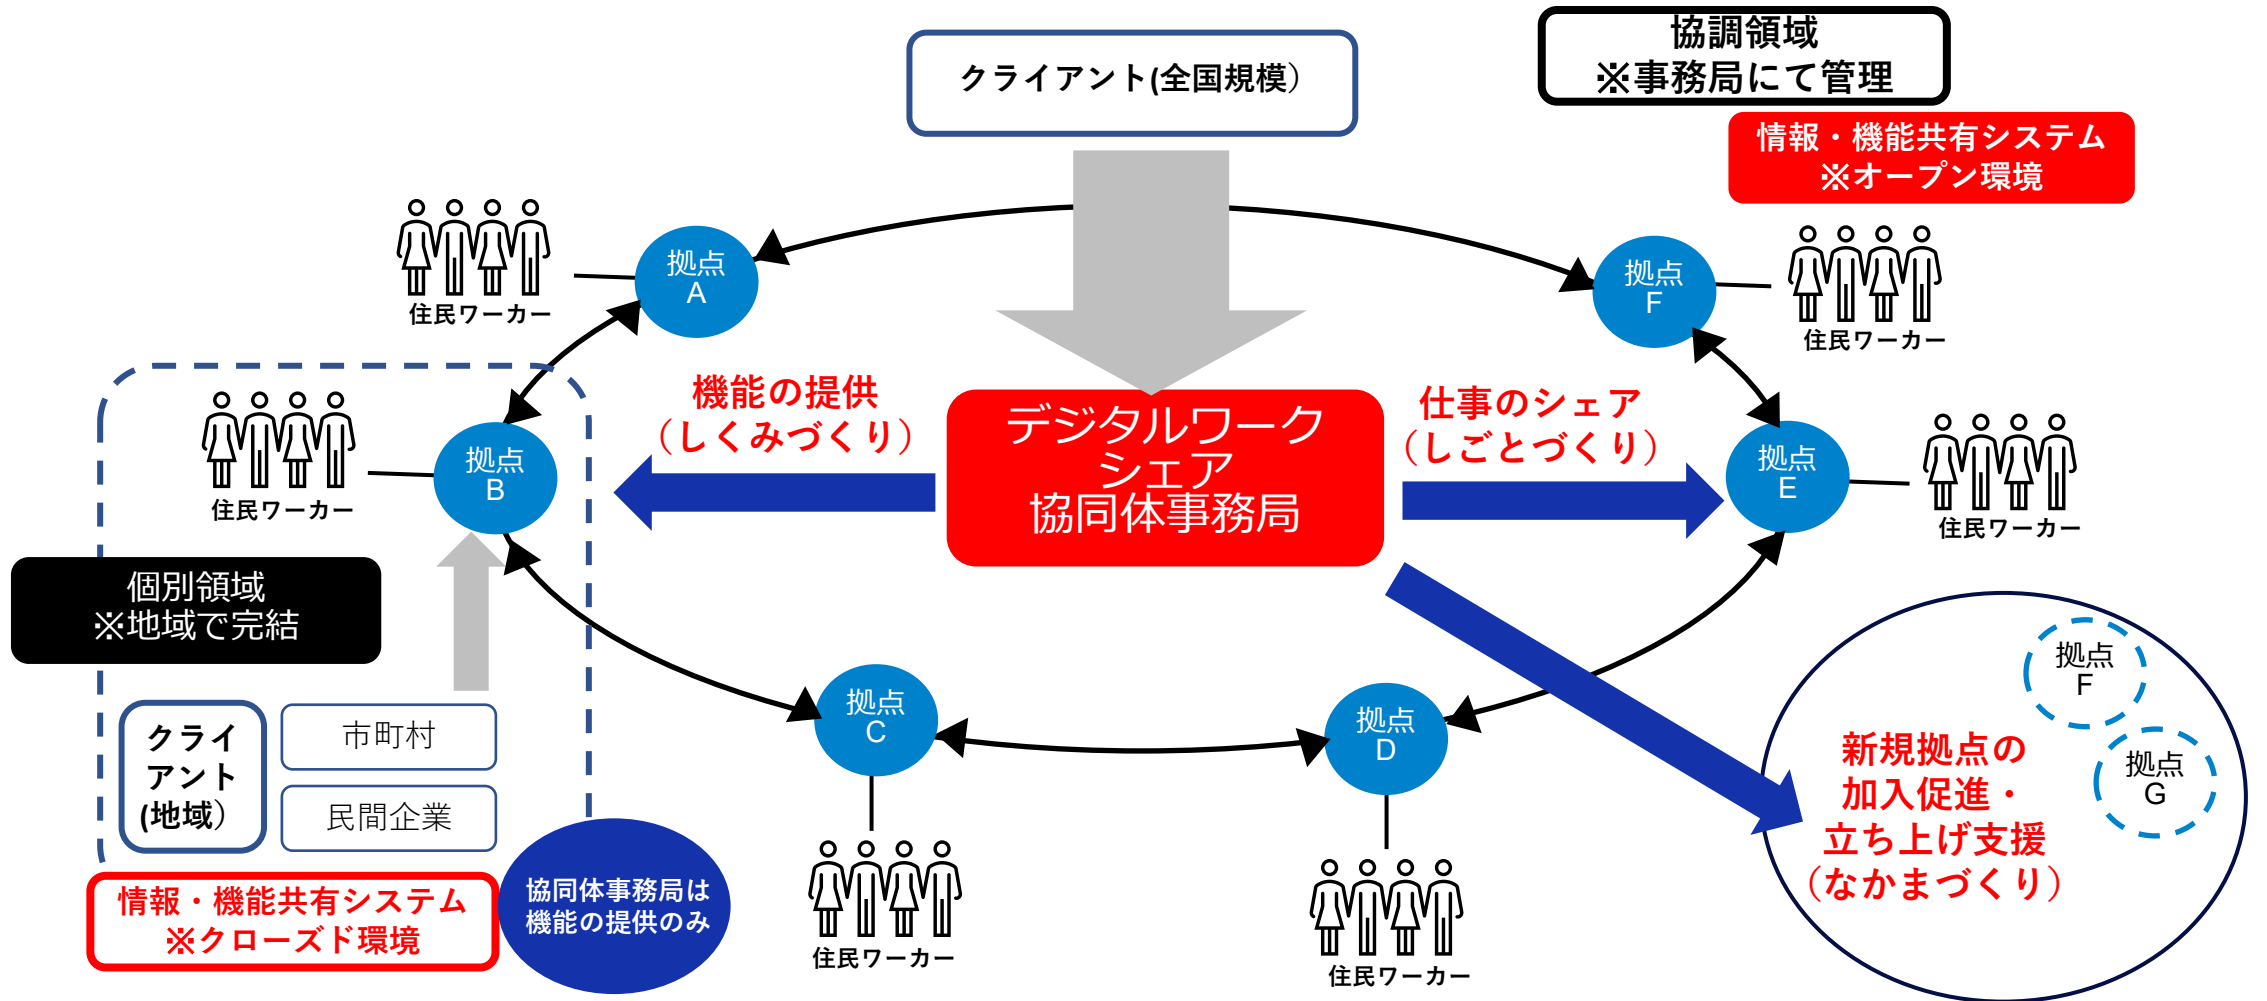 クライアント(全国規模）
協調領域
※事務局にて管理
情報・機能共有システム
※オープン環境
住民ワーカー
拠点
A
拠点
F
住民ワーカー
機能の提供
（しくみづくり）
デジタルワーク
シェア
協同体事務局
仕事のシェア
（しごとづくり）
住民ワーカー
拠点
B
拠点
E
住民ワーカー
個別領域
※地域で完結
クライ
アント
(地域）
市町村
民間企業
情報・機能共有システム
※クローズド環境
協同体事務局は
機能の提供のみ
拠点
C
住民ワーカー
拠点
D
住民ワーカー
拠点
F
拠点
G
新規拠点の
加入促進・
立ち上げ支援
（なかまづくり）